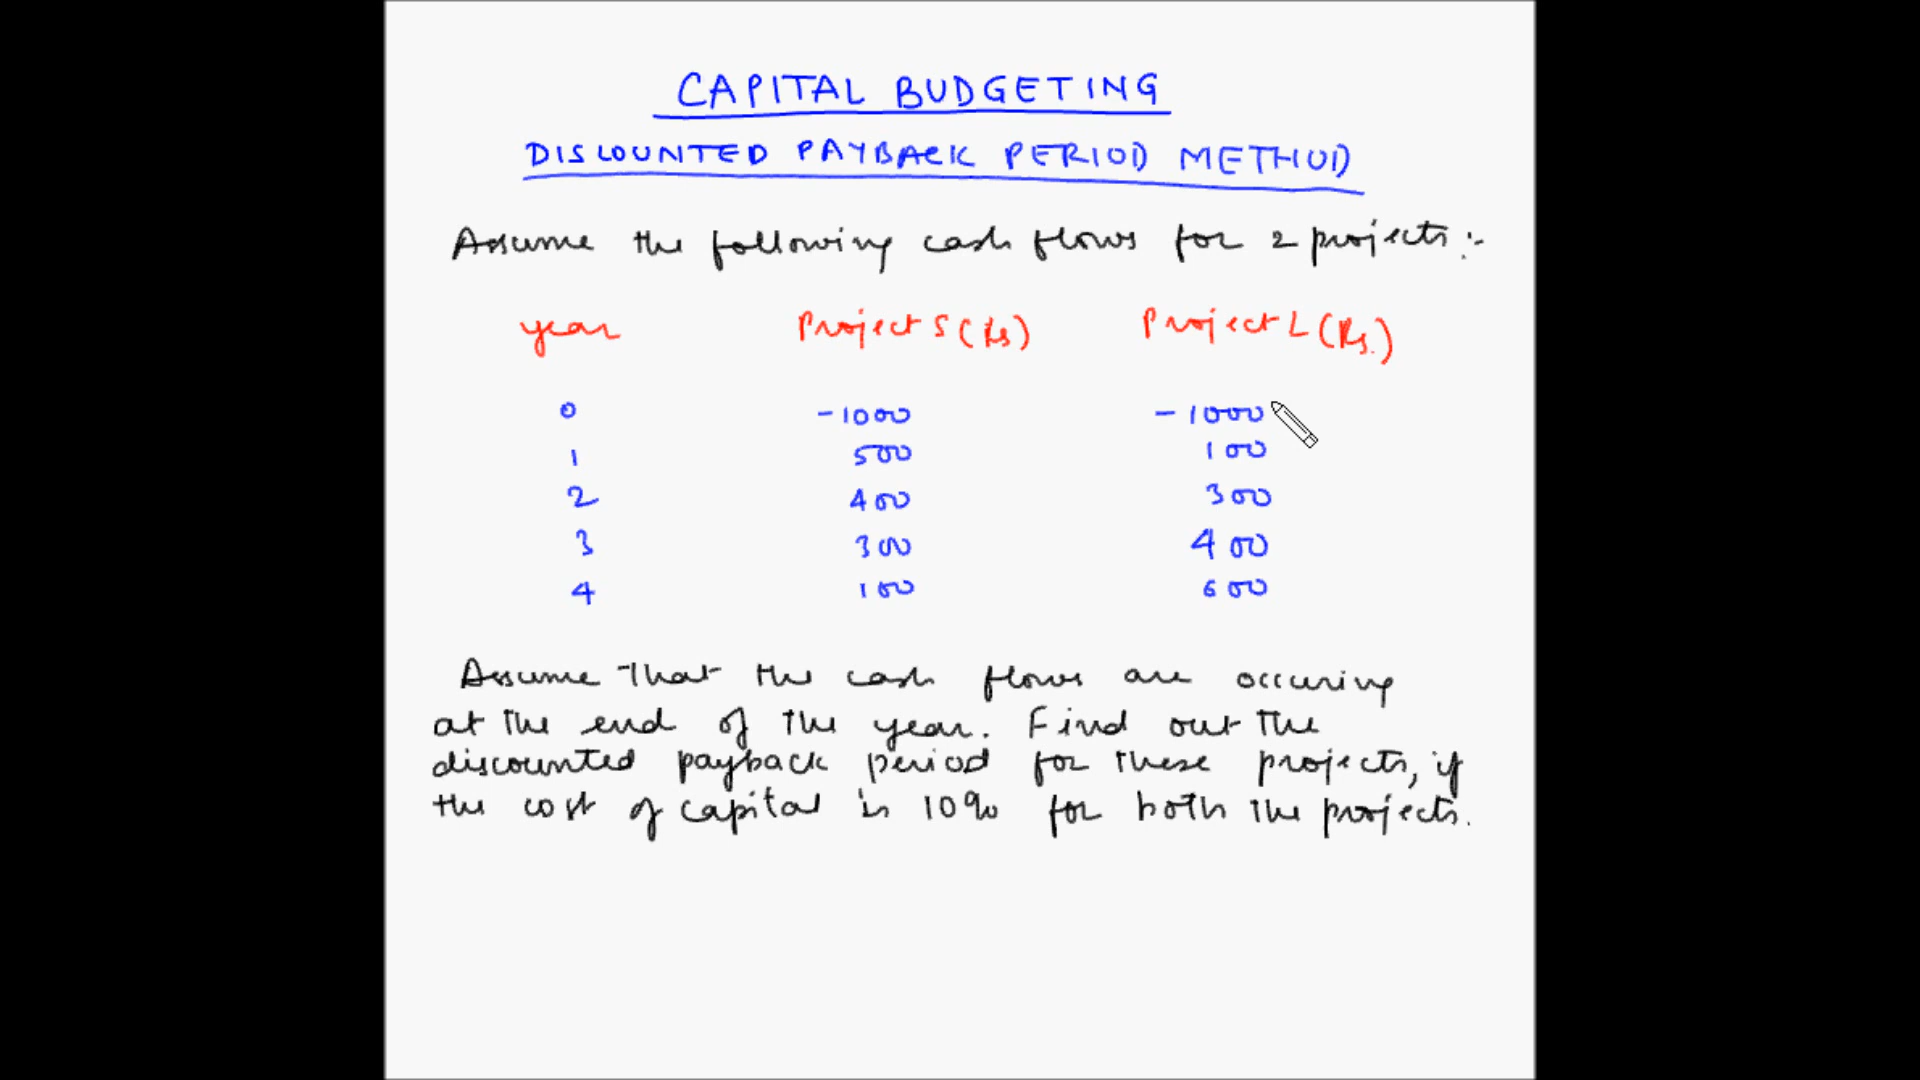 CAPITAL BUDGETING
DISCOUNTED PAYBACK PERIOD METHOD
Assume the following cash flows for 2 projects :-
year Project S (Rs) Project L (Rs.)
0 -1000 -1000
1 500 100
2 400 300
3 300 400
4 100 600
Assume That the cash flows are occuring
at the end of the year. Find out the
discounted payback period for these projects, if
the cost of capital is 10% for both the projects.